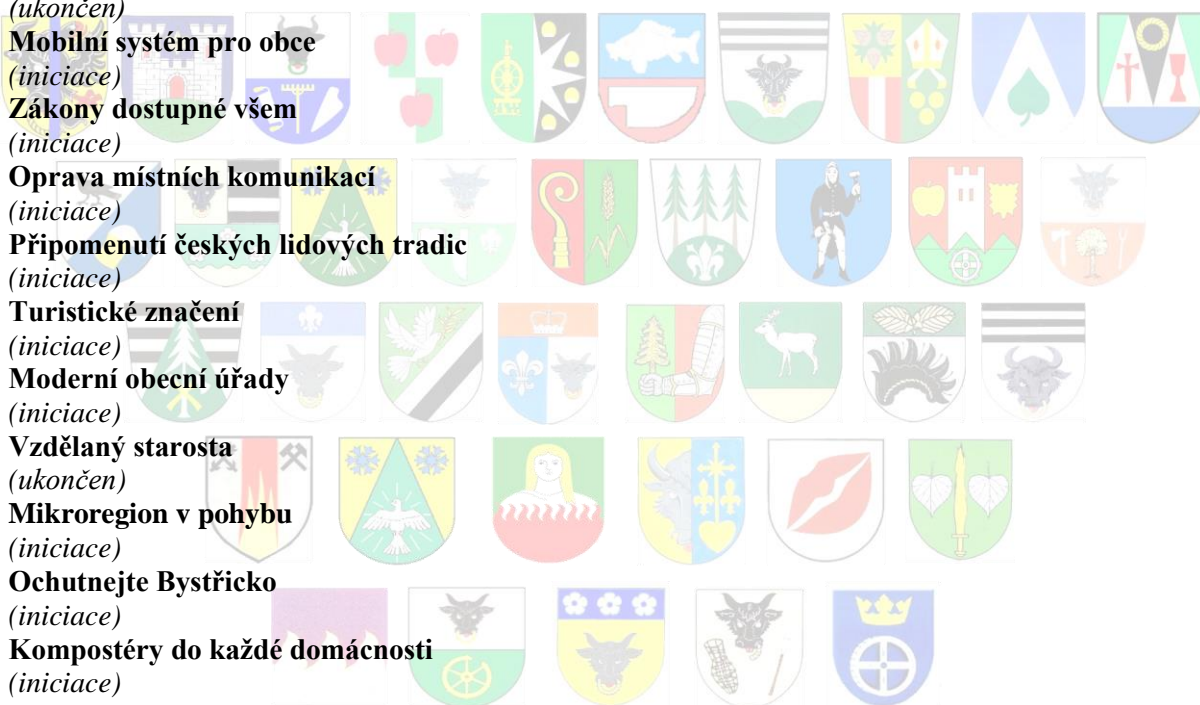 (ukončen)
Mobilní systém pro obce
(iniciace)
Zákony dostupné všem
(iniciace)
Oprava místních komunikací
(iniciace)
Připomenutí českých lidových tradic
(iniciace)
Turistické značení
(iniciace)
Moderní obecní úřady
(iniciace)
Vzdělaný starosta
(ukončen)
Mikroregion v pohybu
(iniciace)
Ochutnejte Bystřicko
(iniciace)
Kompostéry do každé domácnosti
(iniciace)